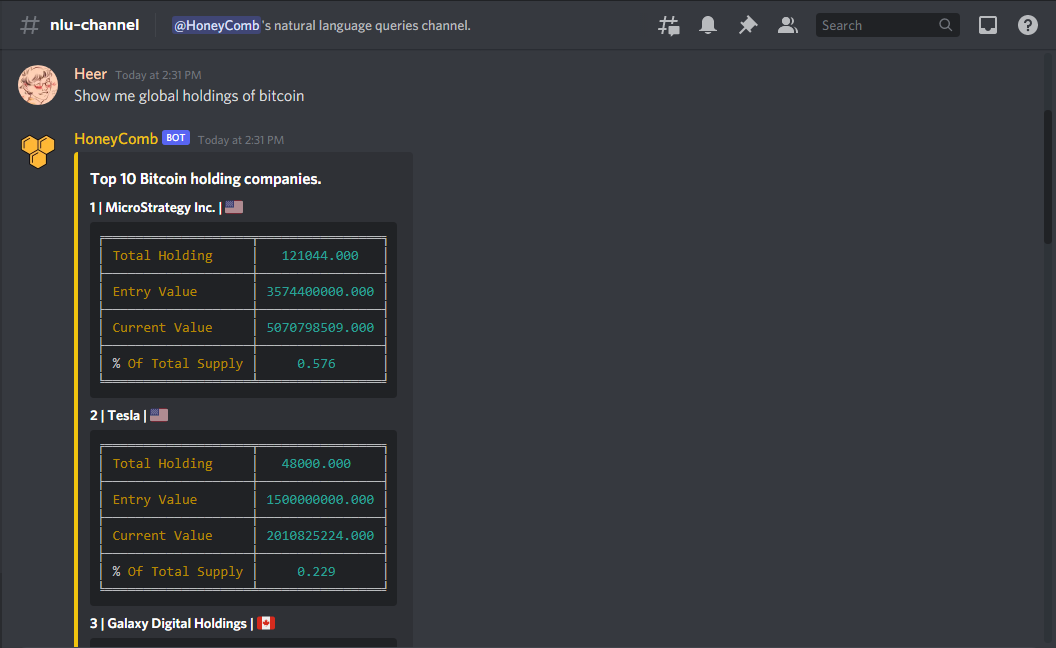 # nlu-channel @HoneyComb's natural language queries channel. Search
Heer Today at 2:31 PM
Show me global holdings of bitcoin
HoneyComb BOT Today at 2:31 PM
Top 10 Bitcoin holding companies.
1 | MicroStrategy Inc. |
Total Holding 121044.000
Entry Value 3574400000.000
Current Value 5070798509.000
% Of Total Supply 0.576
2 | Tesla |
Total Holding 48000.000
Entry Value 1500000000.000
Current Value 2010825224.000
% Of Total Supply 0.229
3 | Galaxy Digital Holdings |